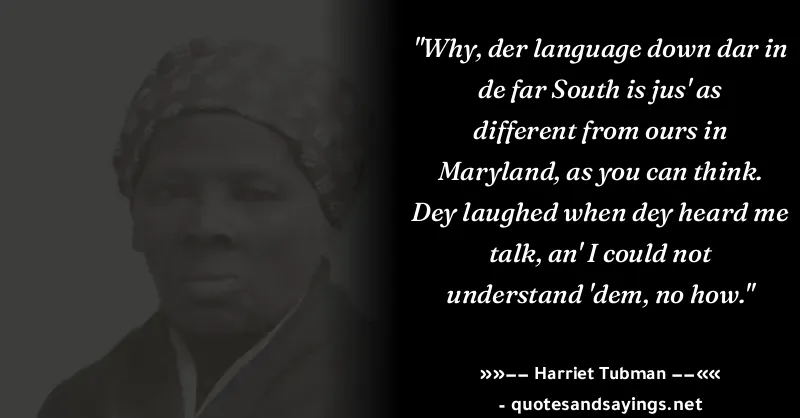 "Why, der language down dar in
de far South is jus' as
different from ours in
Maryland, as you can think.
Dey laughed when dey heard me
talk, an' I could not
understand 'dem, no how."
»»−− Harriet Tubman −−««
- quotesandsayings.net